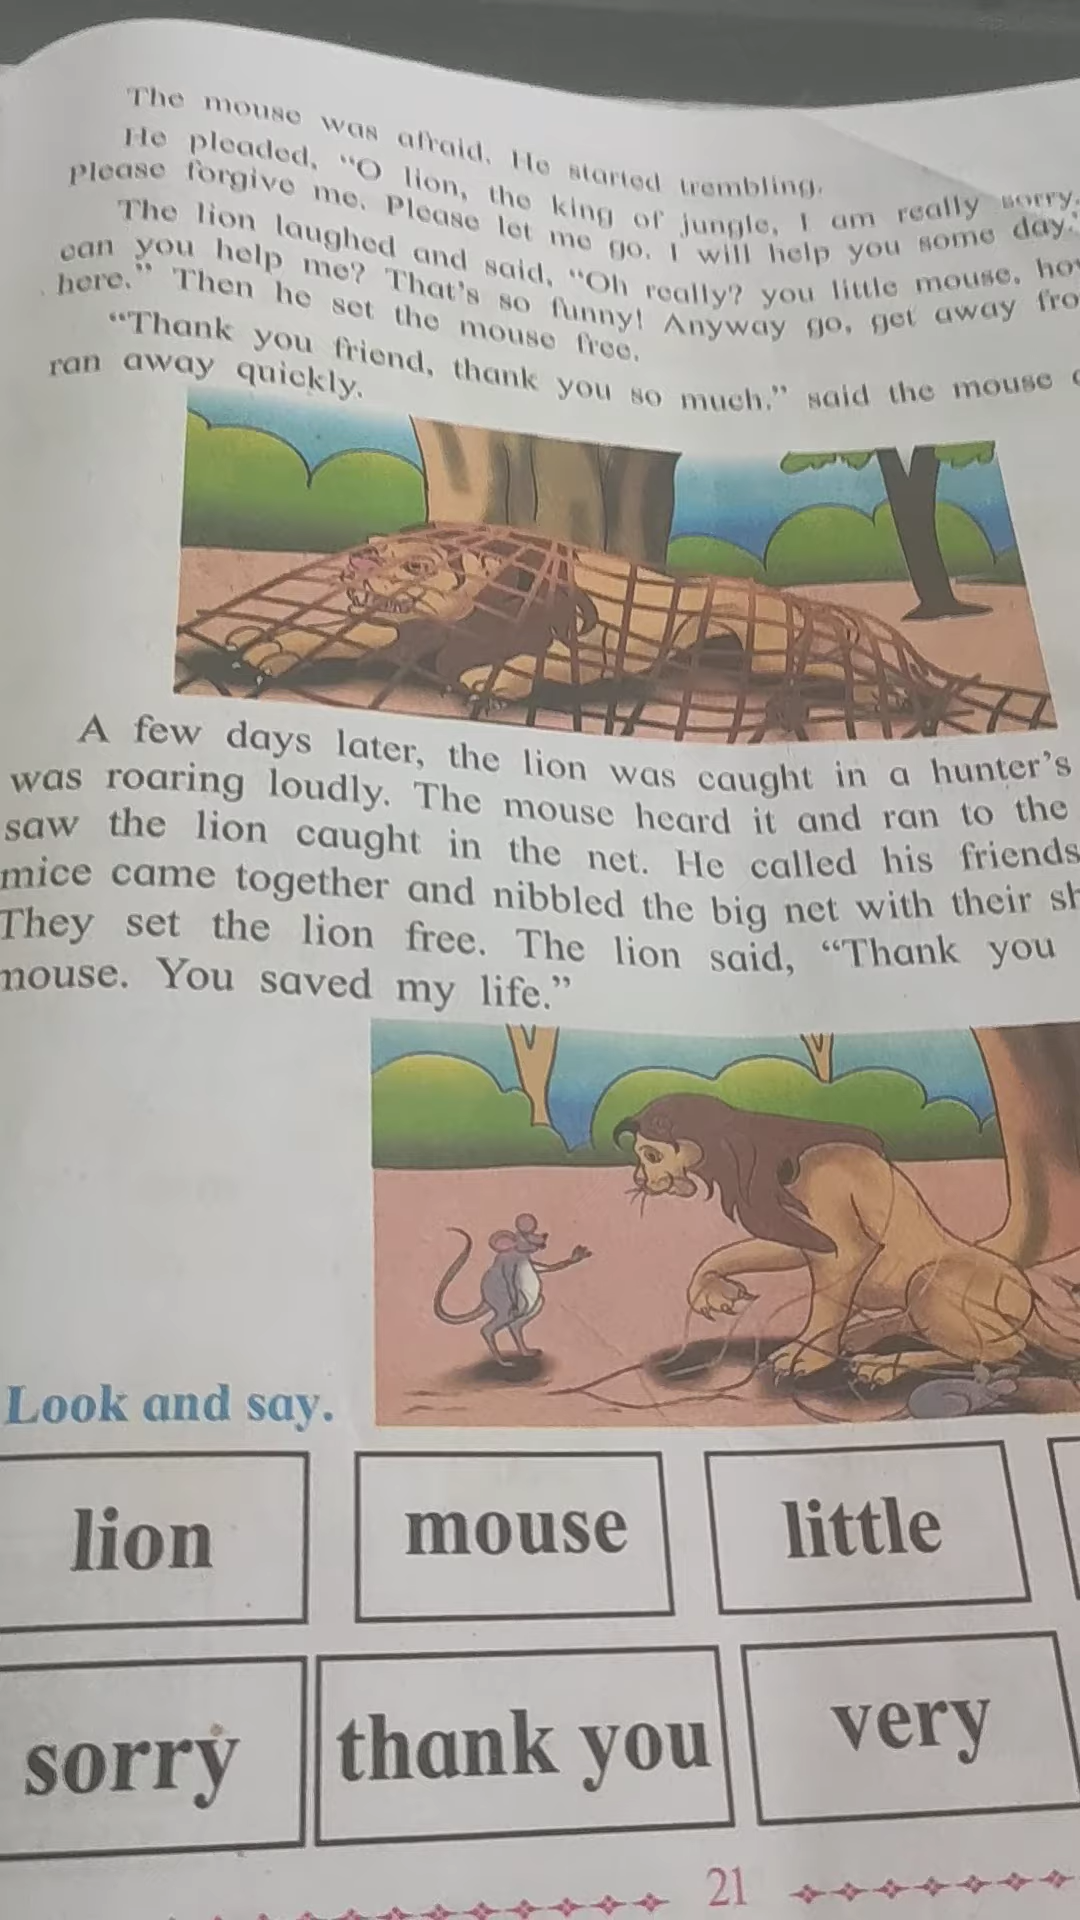 The mouse was afraid. He started trembling.
He pleaded, “O lion, the king of jungle, I am really sorry.
Please forgive me. Please let me go. I will help you some day.”
The lion laughed and said, “Oh really? you little mouse, how
can you help me? That’s so funny! Anyway go, get away
here.” Then he set the mouse free.
“Thank you friend, thank you so much.” said the mouse
ran away quickly.
A few days later, the lion was caught in a hunter’s
was roaring loudly. The mouse heard it and ran to the
saw the lion caught in the net. He called his friends
mice came together and nibbled the big net with their
They set the lion free. The lion said, “Thank you
mouse. You saved my life.”
Look and say.
lion mouse little
sorry thank you very
21